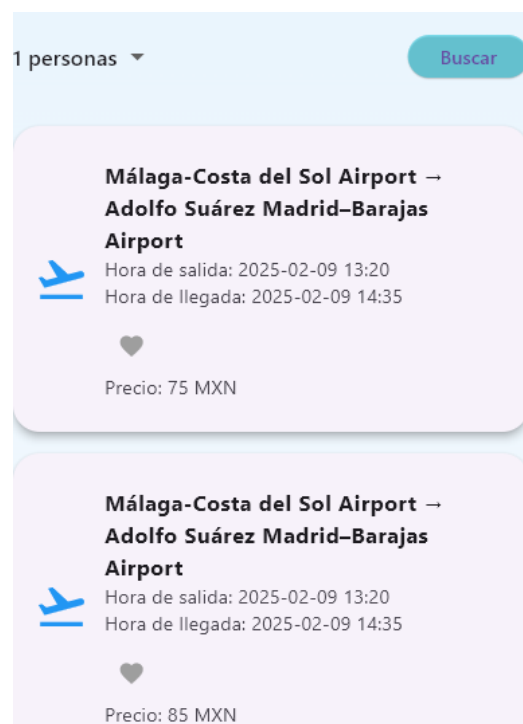 1 personas
Buscar
Málaga-Costa del Sol Airport →
Adolfo Suárez Madrid–Barajas
Airport
Hora de salida: 2025-02-09 13:20
Hora de llegada: 2025-02-09 14:35
Precio: 75 MXN
Málaga-Costa del Sol Airport →
Adolfo Suárez Madrid–Barajas
Airport
Hora de salida: 2025-02-09 13:20
Hora de llegada: 2025-02-09 14:35
Precio: 85 MXN